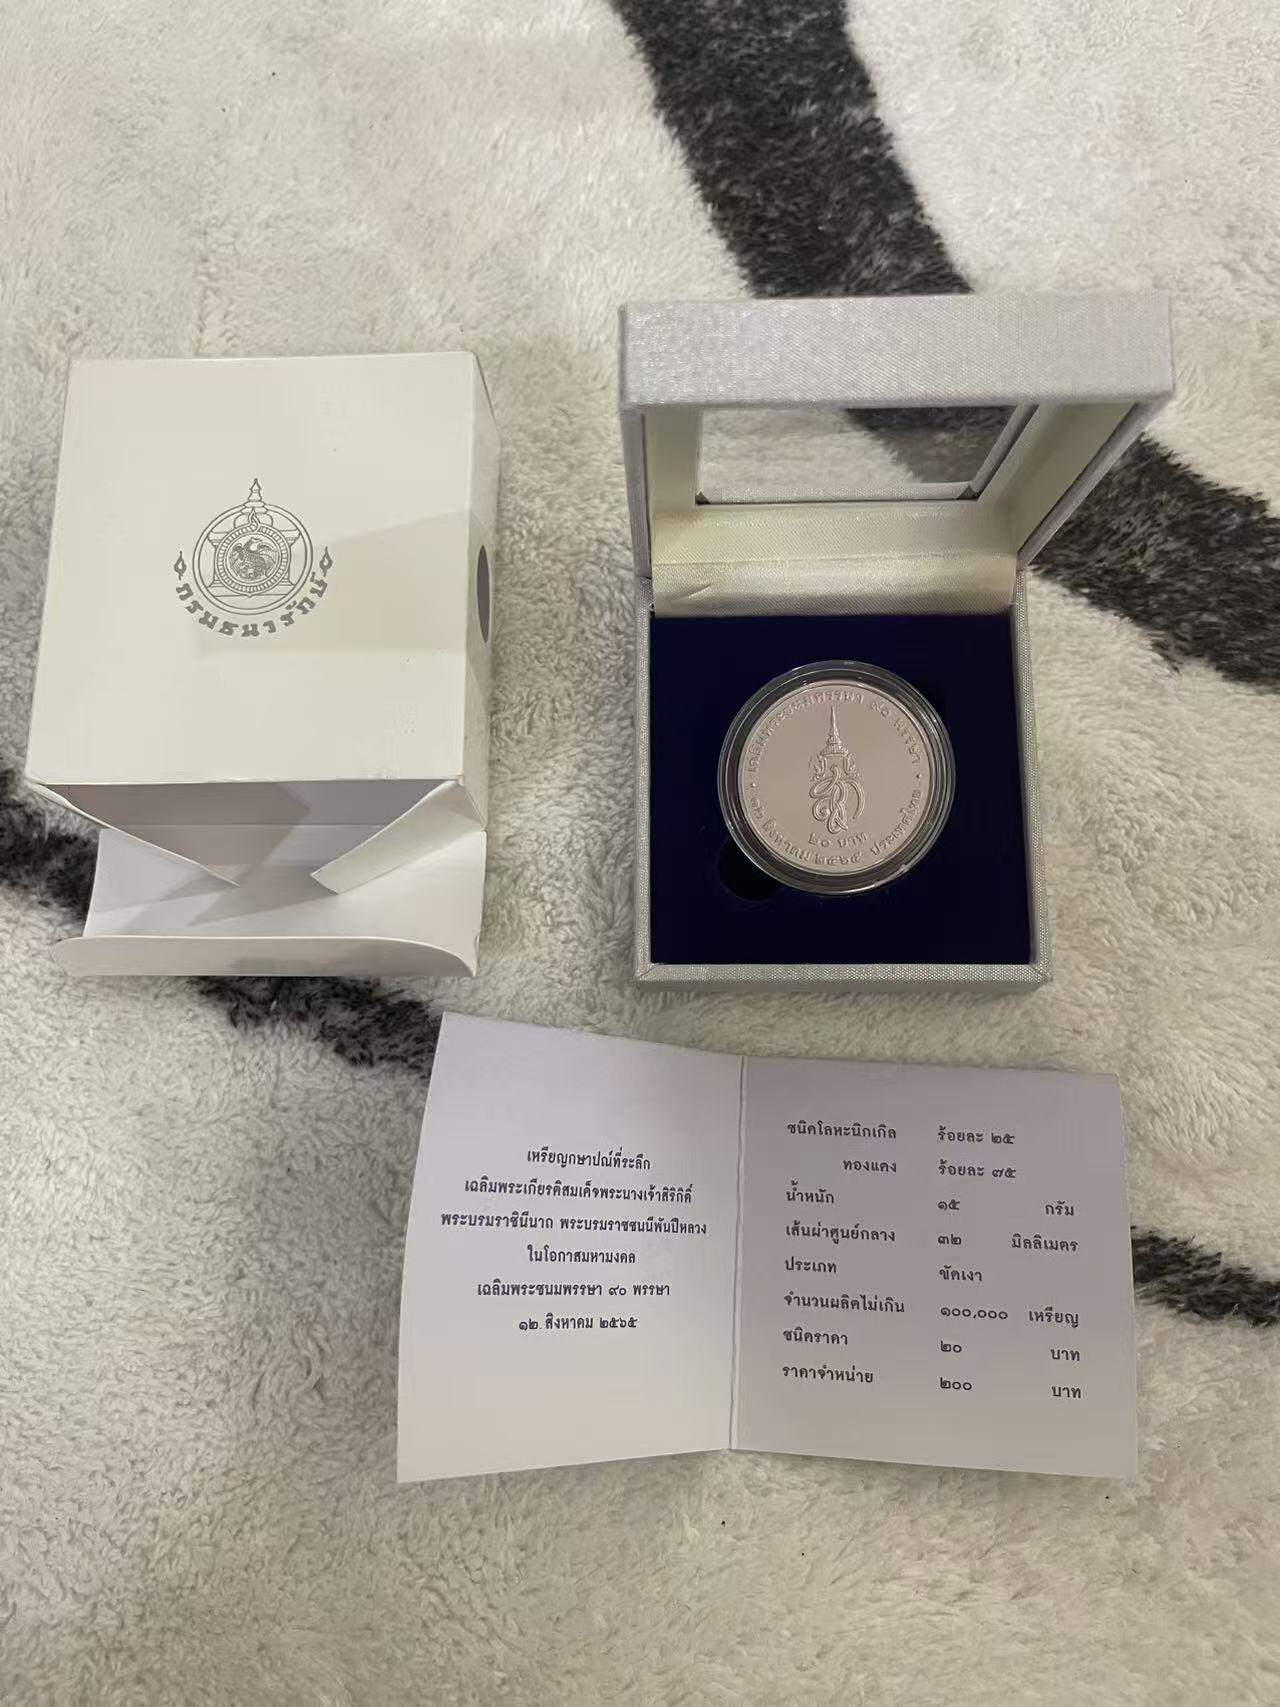 กรมธนารักษ์
เฉลิมพระชนมพรรษา ๙๐ พรรษา
๒๐ บาท
๑๒ สิงหาคม ๒๕๖๕ ประเทศไทย
เหรียญกษาปณ์ที่ระลึก
เฉลิมพระเกียรติสมเด็จพระนางเจ้าสิริกิติ์
พระบรมราชินีนาถ พระบรมราชชนนีพันปีหลวง
ในโอกาสมหามงคล
เฉลิมพระชนมพรรษา ๙๐ พรรษา
๑๒ สิงหาคม ๒๕๖๕
ชนิดโลหะนิกเกิล ร้อยละ ๒๕
ทองแดง ร้อยละ ๗๕
น้ำหนัก ๑๕ กรัม
เส้นผ่าศูนย์กลาง ๓๒ มิลลิเมตร
ประเภท ขัดเงา
จำนวนผลิตไม่เกิน ๑๐๐,๐๐๐ เหรียญ
ชนิดราคา ๒๐ บาท
ราคาจำหน่าย ๒๐๐ บาท